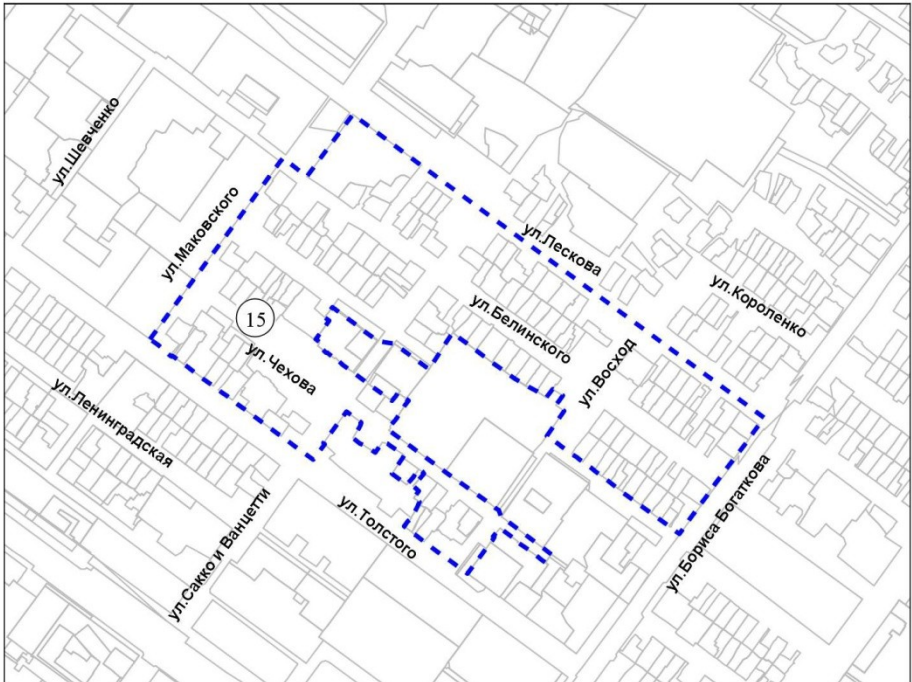 ул.Шевченко
ул.Маковского
ул.Лескова
ул.Короленко
ул.Белинского
15
ул.Чехова
ул.Восход
ул.Ленинградская
ул.Толстого
ул.Бориса Богаткова
ул.Сакко и Ванцетти